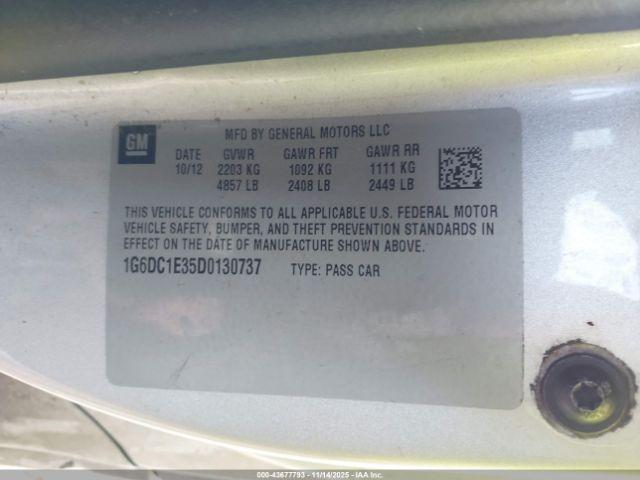 GM
MFD BY GENERAL MOTORS LLC
DATE GVWR GAWR FRT GAWR RR
10/12 2203 KG 1092 KG 1111 KG
4857 LB 2408 LB 2449 LB
THIS VEHICLE CONFORMS TO ALL APPLICABLE U.S. FEDERAL MOTOR
VEHICLE SAFETY, BUMPER, AND THEFT PREVENTION STANDARDS IN
EFFECT ON THE DATE OF MANUFACTURE SHOWN ABOVE.
1G6DC1E35D0130737 TYPE: PASS CAR
000-43677793 - 11/14/2025 - IAA Inc.